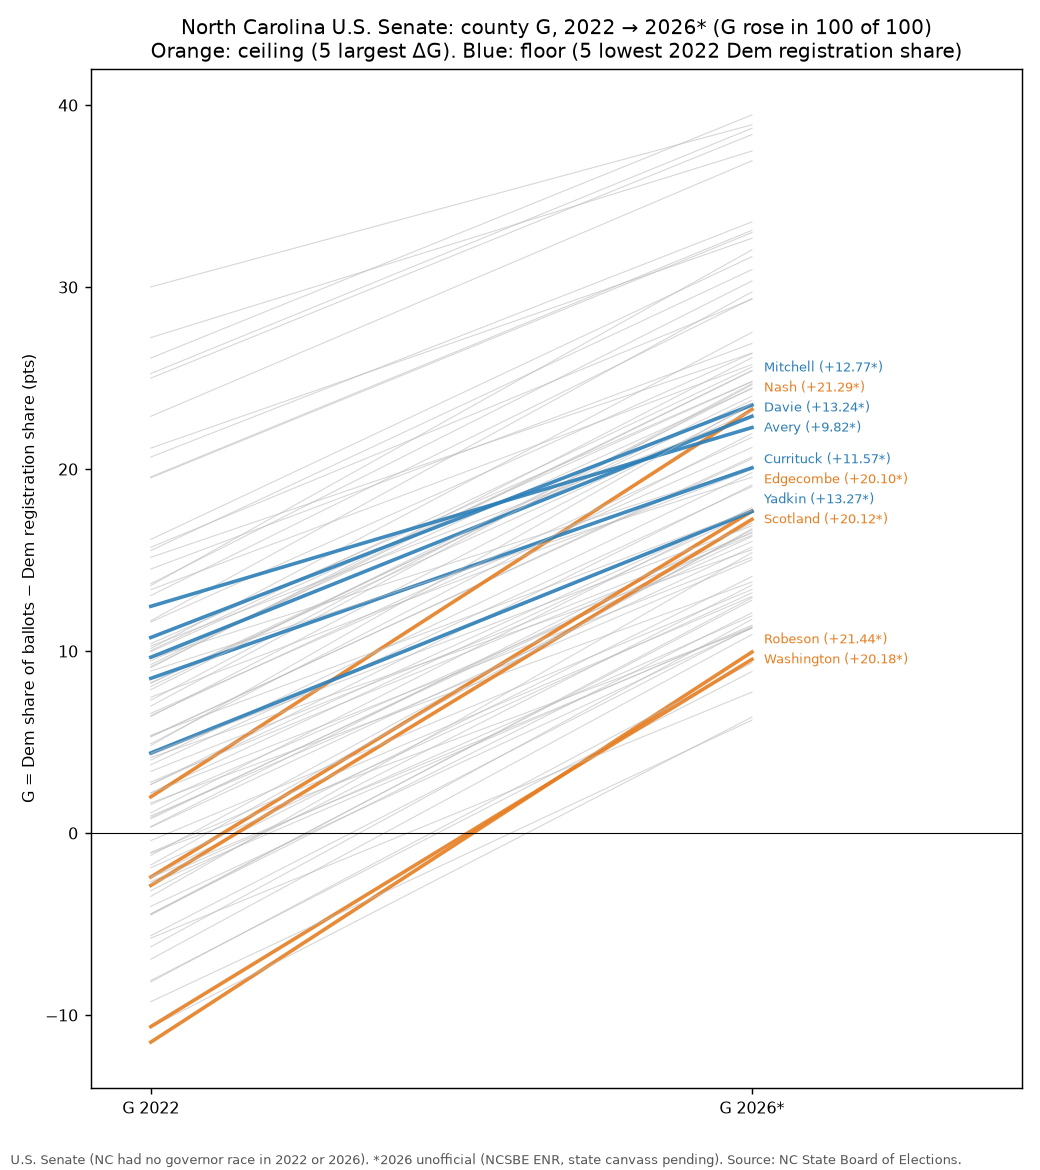 North Carolina U.S. Senate: county G, 2022 → 2026* (G rose in 100 of 100)
Orange: ceiling (5 largest ΔG). Blue: floor (5 lowest 2022 Dem registration share)
G = Dem share of ballots − Dem registration share (pts)
40
30
20
10
0
−10
Mitchell (+12.77*)
Nash (+21.29*)
Davie (+13.24*)
Avery (+9.82*)
Currituck (+11.57*)
Edgecombe (+20.10*)
Yadkin (+13.27*)
Scotland (+20.12*)
Robeson (+21.44*)
Washington (+20.18*)
G 2022
G 2026*
U.S. Senate (NC had no governor race in 2022 or 2026). *2026 unofficial (NCSBE ENR, state canvass pending). Source: NC State Board of Elections.